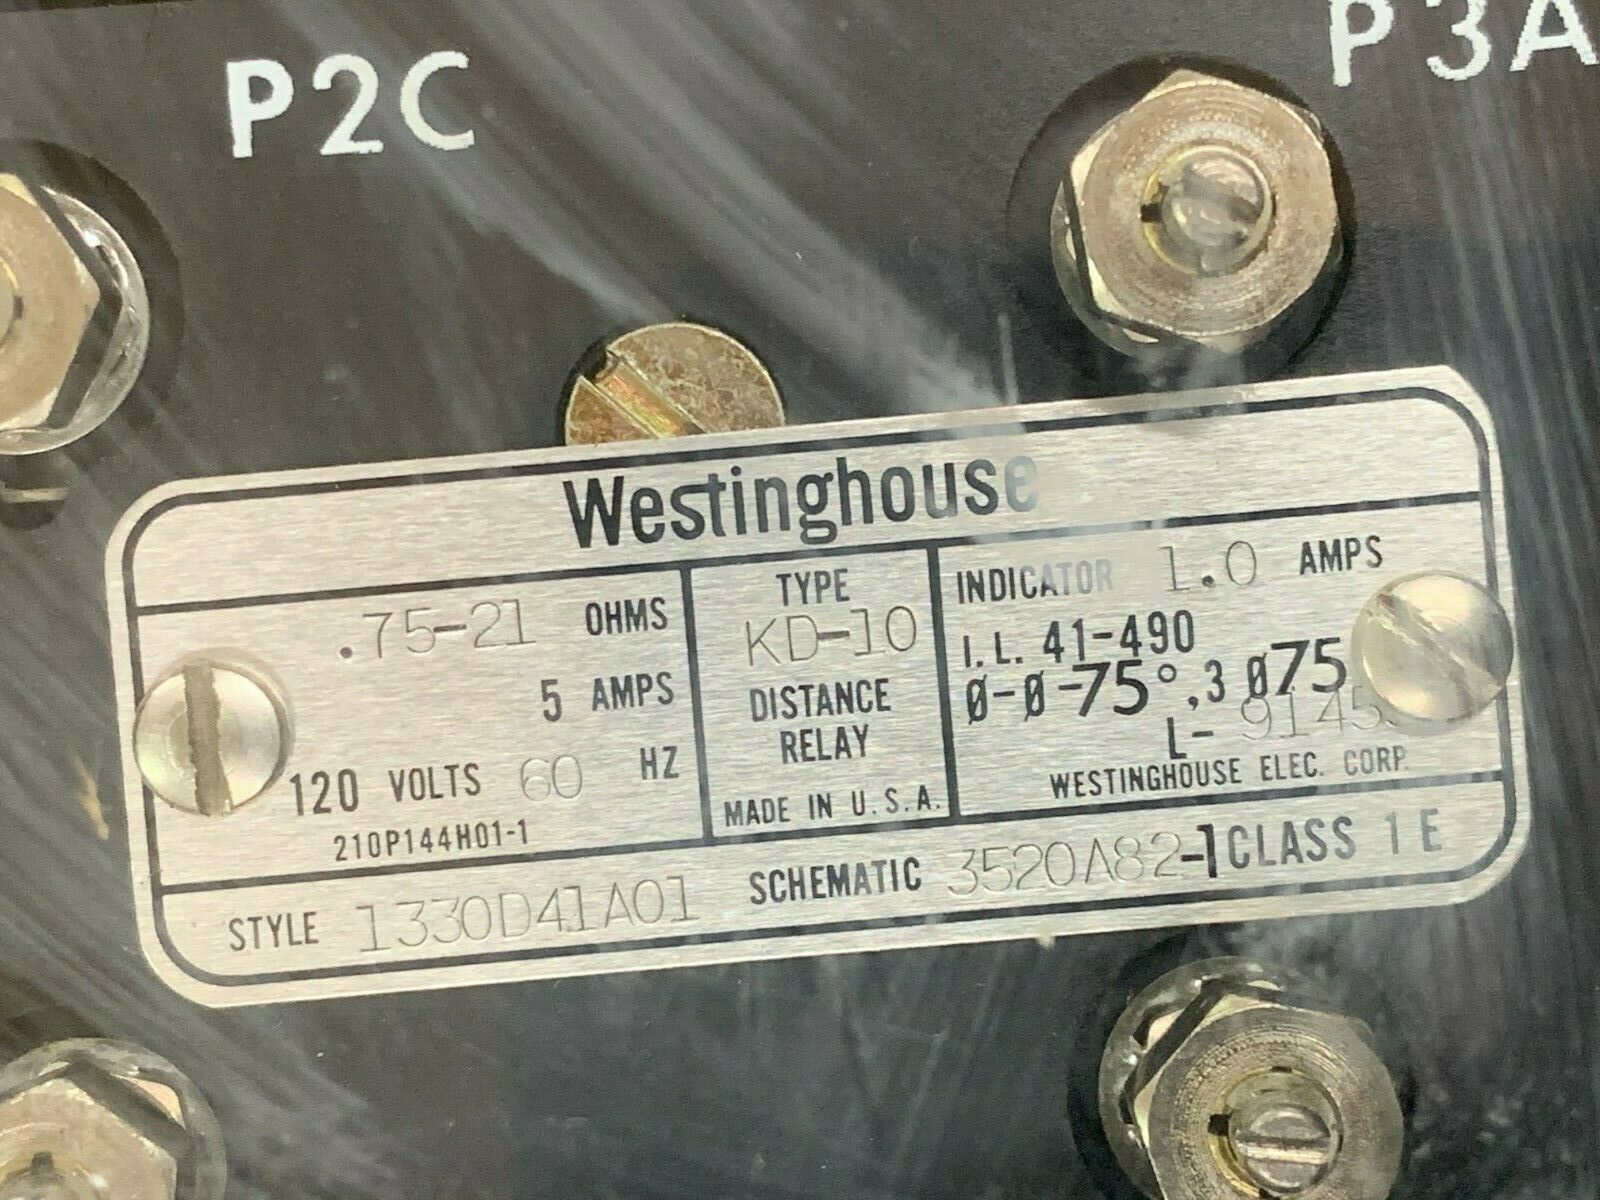 P2C
P3A
Westinghouse
.75-21 OHMS
5 AMPS
120 VOLTS 60 HZ
210P144H01-1
TYPE
KD-10
DISTANCE
RELAY
MADE IN U.S.A.
INDICATOR 1.0 AMPS
I.L. 41-490
Ø-Ø-75°,3 Ø75
L-
WESTINGHOUSE ELEC. CORP.
STYLE 1330D41A01 SCHEMATIC 3520A82-1 CLASS 1E